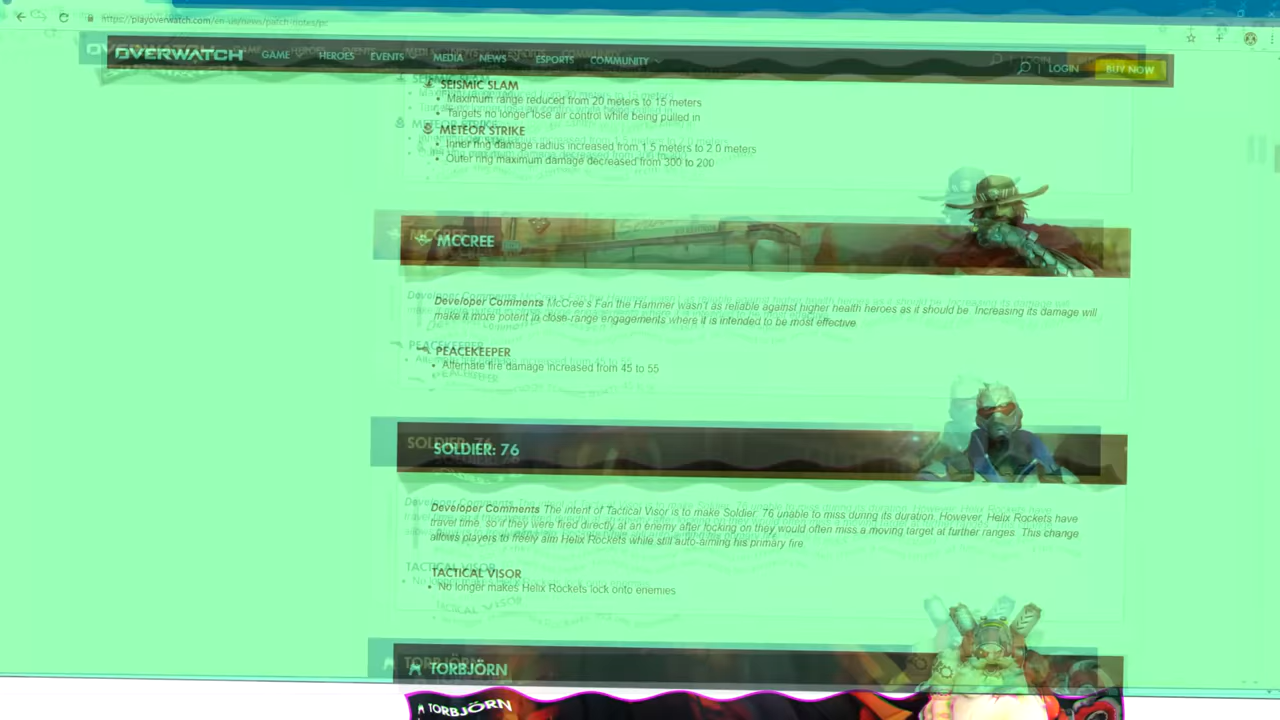 https://playoverwatch.com/en-us/news/patch-notes/pc
OVERWATCH GAME HEROES EVENTS MEDIA NEWS ESPORTS COMMUNITY LOGIN BUY NOW
SEISMIC SLAM
• Maximum range reduced from 20 meters to 15 meters
• Targets no longer lose air control while being pulled in
METEOR STRIKE
• Inner ring damage radius increased from 1.5 meters to 2.0 meters
• Outer ring maximum damage decreased from 300 to 200
MCCREE
Developer Comments McCree's Fan the Hammer wasn't as reliable against higher health heroes as it should be. Increasing its damage will
make it more potent in close-range engagements where it is intended to be most effective.
PEACEKEEPER
• Alternate fire damage increased from 45 to 55
SOLDIER: 76
Developer Comments The intent of Tactical Visor is to make Soldier: 76 unable to miss during its duration. However, Helix Rockets have
travel time, so if they were fired directly at an enemy after locking on they would often miss a moving target at further ranges. This change
allows players to freely aim Helix Rockets while still auto-aiming his primary fire.
TACTICAL VISOR
• No longer makes Helix Rockets lock onto enemies
TORBJÖRN
TORBJÖRN